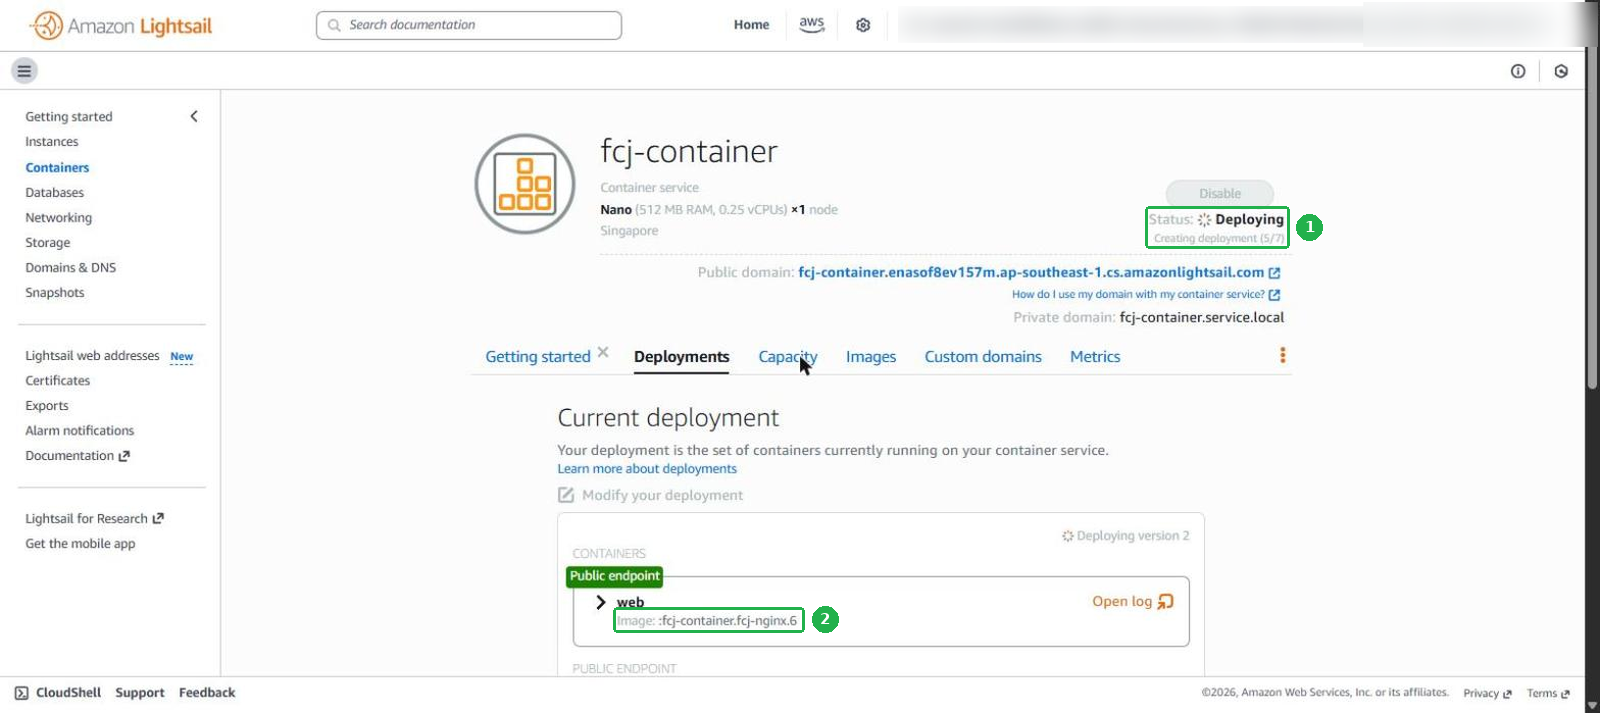 Amazon Lightsail
Search documentation
Home
aws
Getting started
Instances
Containers
Databases
Networking
Storage
Domains & DNS
Snapshots
Lightsail web addresses New
Certificates
Exports
Alarm notifications
Documentation
Lightsail for Research
Get the mobile app
fcj-container
Container service
Nano (512 MB RAM, 0.25 vCPUs) ×1 node
Singapore
Disable
Status: Deploying
Creating deployment (5/7)
1
Public domain: fcj-container.enasof8ev157m.ap-southeast-1.cs.amazonlightsail.com
How do I use my domain with my container service?
Private domain: fcj-container.service.local
Getting started Deployments Capacity Images Custom domains Metrics
Current deployment
Your deployment is the set of containers currently running on your container service.
Learn more about deployments
Modify your deployment
Deploying version 2
CONTAINERS
Public endpoint
web
Open log
Image: :fcj-container.fcj-nginx.6
2
PUBLIC ENDPOINT
CloudShell Support Feedback
©2026, Amazon Web Services, Inc. or its affiliates. Privacy Terms